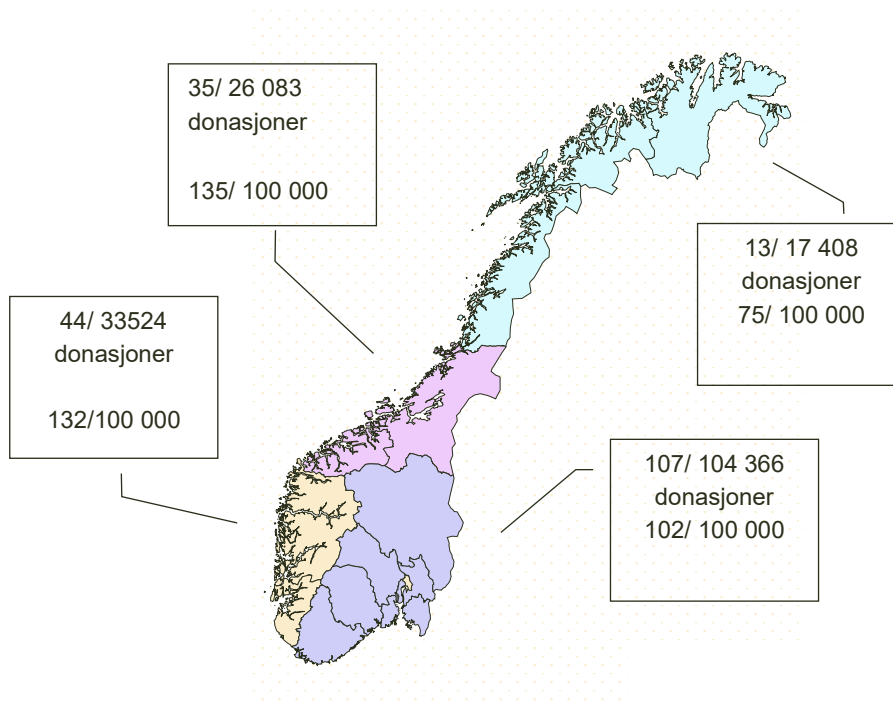 35/ 26 083
donasjoner
135/ 100 000
13/ 17 408
donasjoner
75/ 100 000
44/ 33524
donasjoner
132/100 000
107/ 104 366
donasjoner
102/ 100 000